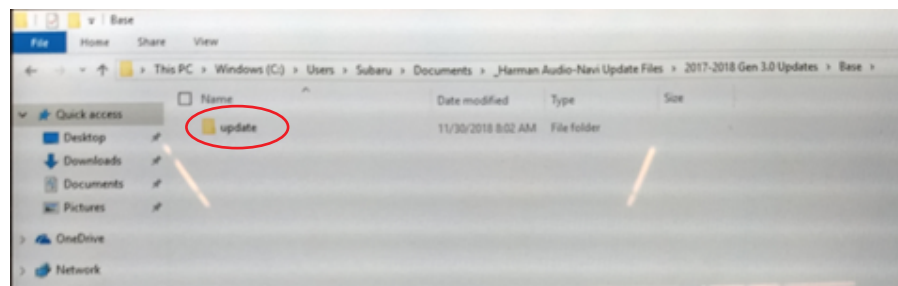 Base
File Home Share View
This PC > Windows (C:) > Users > Subaru > Documents > _Harman Audio-Navi Update Files > 2017-2018 Gen 3.0 Updates > Base >
Name Date modified Type Size
Quick access
update 11/30/2018 8:02 AM File folder
Desktop
Downloads
Documents
Pictures
OneDrive
Network